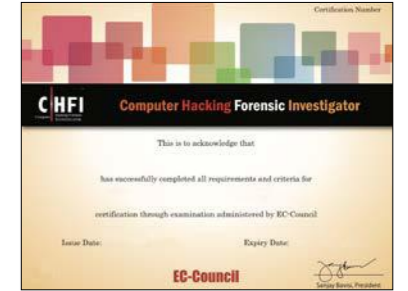 Certification Number
CHFI
Computer Hacking Forensic Investigator
This is to acknowledge that
has successfully completed all requirements and criteria for
certification through examination administered by EC-Council
Issue Date: Expiry Date:
EC-Council
Sanjay Bavisi, President